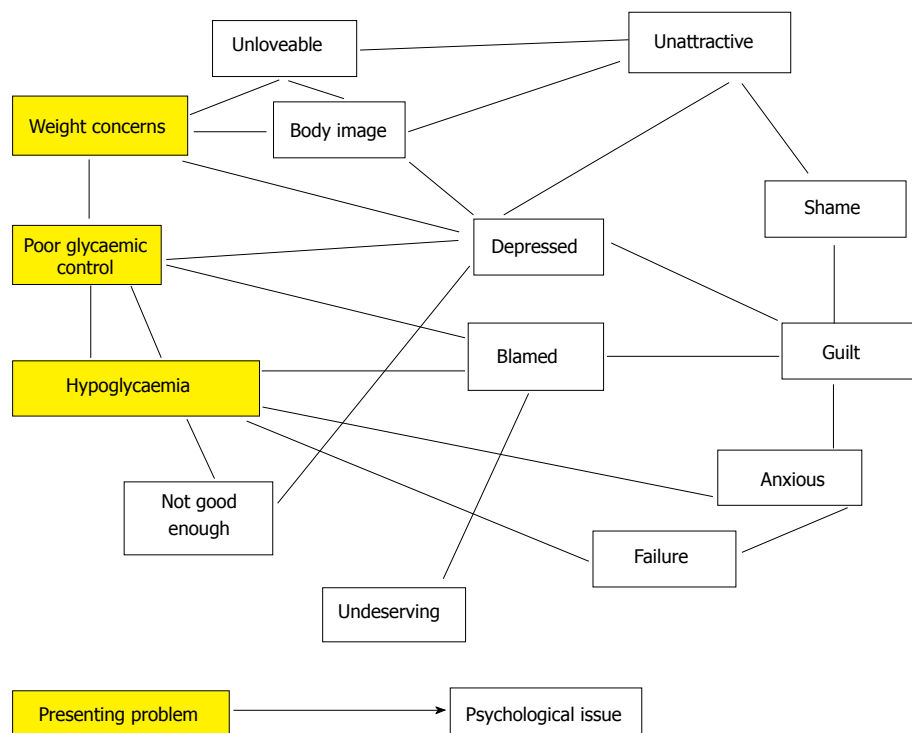 Unloveable
Unattractive
Weight concerns
Body image
Shame
Poor glycaemic
control
Depressed
Blamed
Guilt
Hypoglycaemia
Anxious
Not good
enough
Failure
Undeserving
Presenting problem
Psychological issue